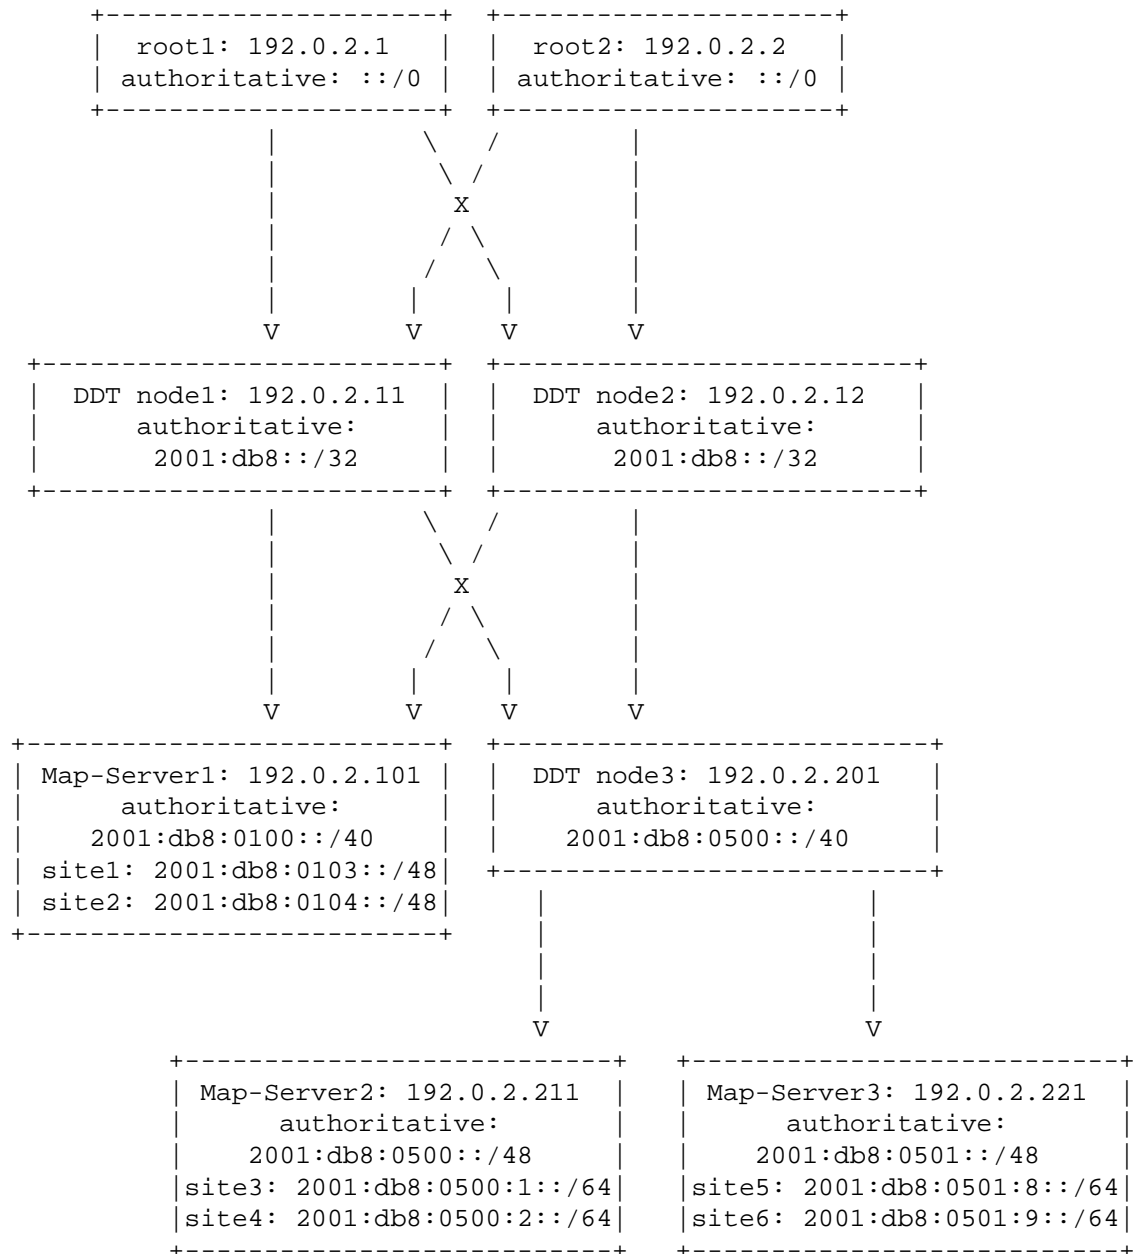 root1: 192.0.2.1 root2: 192.0.2.2
authoritative: ::/0 authoritative: ::/0
X
V V V V
DDT node1: 192.0.2.11 DDT node2: 192.0.2.12
authoritative: authoritative:
2001:db8::/32 2001:db8::/32
X
V V V V
Map-Server1: 192.0.2.101 DDT node3: 192.0.2.201
authoritative: authoritative:
2001:db8:0100::/40 2001:db8:0500::/40
site1: 2001:db8:0103::/48
site2: 2001:db8:0104::/48
V V
Map-Server2: 192.0.2.211 Map-Server3: 192.0.2.221
authoritative: authoritative:
2001:db8:0500::/48 2001:db8:0501::/48
site3: 2001:db8:0500:1::/64 site5: 2001:db8:0501:8::/64
site4: 2001:db8:0500:2::/64 site6: 2001:db8:0501:9::/64